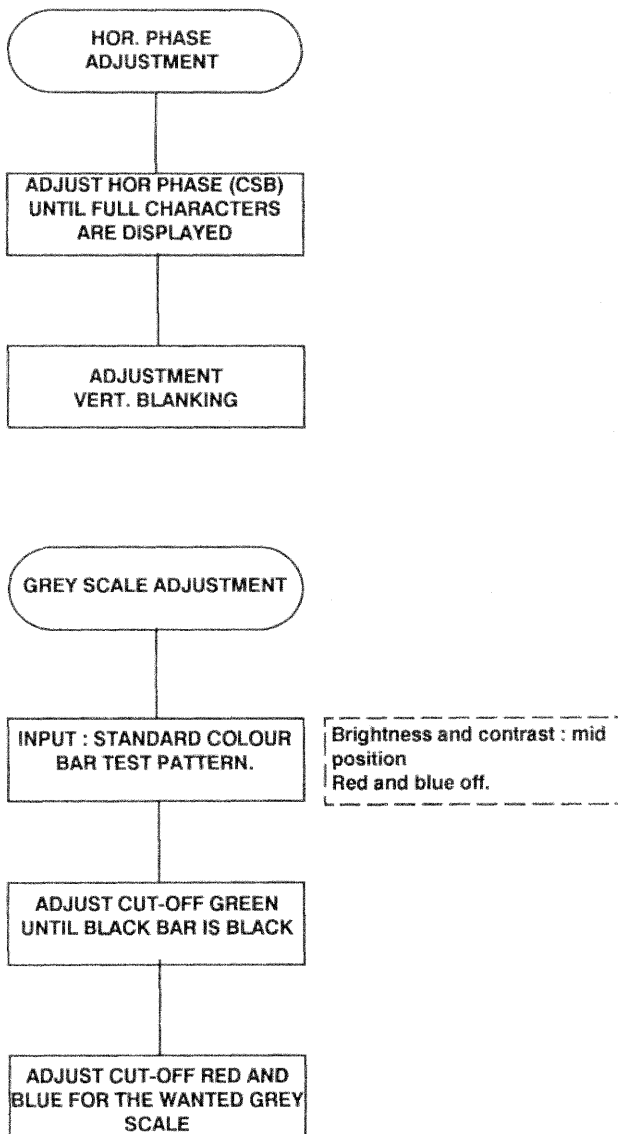 HOR. PHASE
ADJUSTMENT
ADJUST HOR PHASE (CSB)
UNTIL FULL CHARACTERS
ARE DISPLAYED
ADJUSTMENT
VERT. BLANKING
GREY SCALE ADJUSTMENT
INPUT : STANDARD COLOUR
BAR TEST PATTERN.
Brightness and contrast : mid
position
Red and blue off.
ADJUST CUT-OFF GREEN
UNTIL BLACK BAR IS BLACK
ADJUST CUT-OFF RED AND
BLUE FOR THE WANTED GREY
SCALE